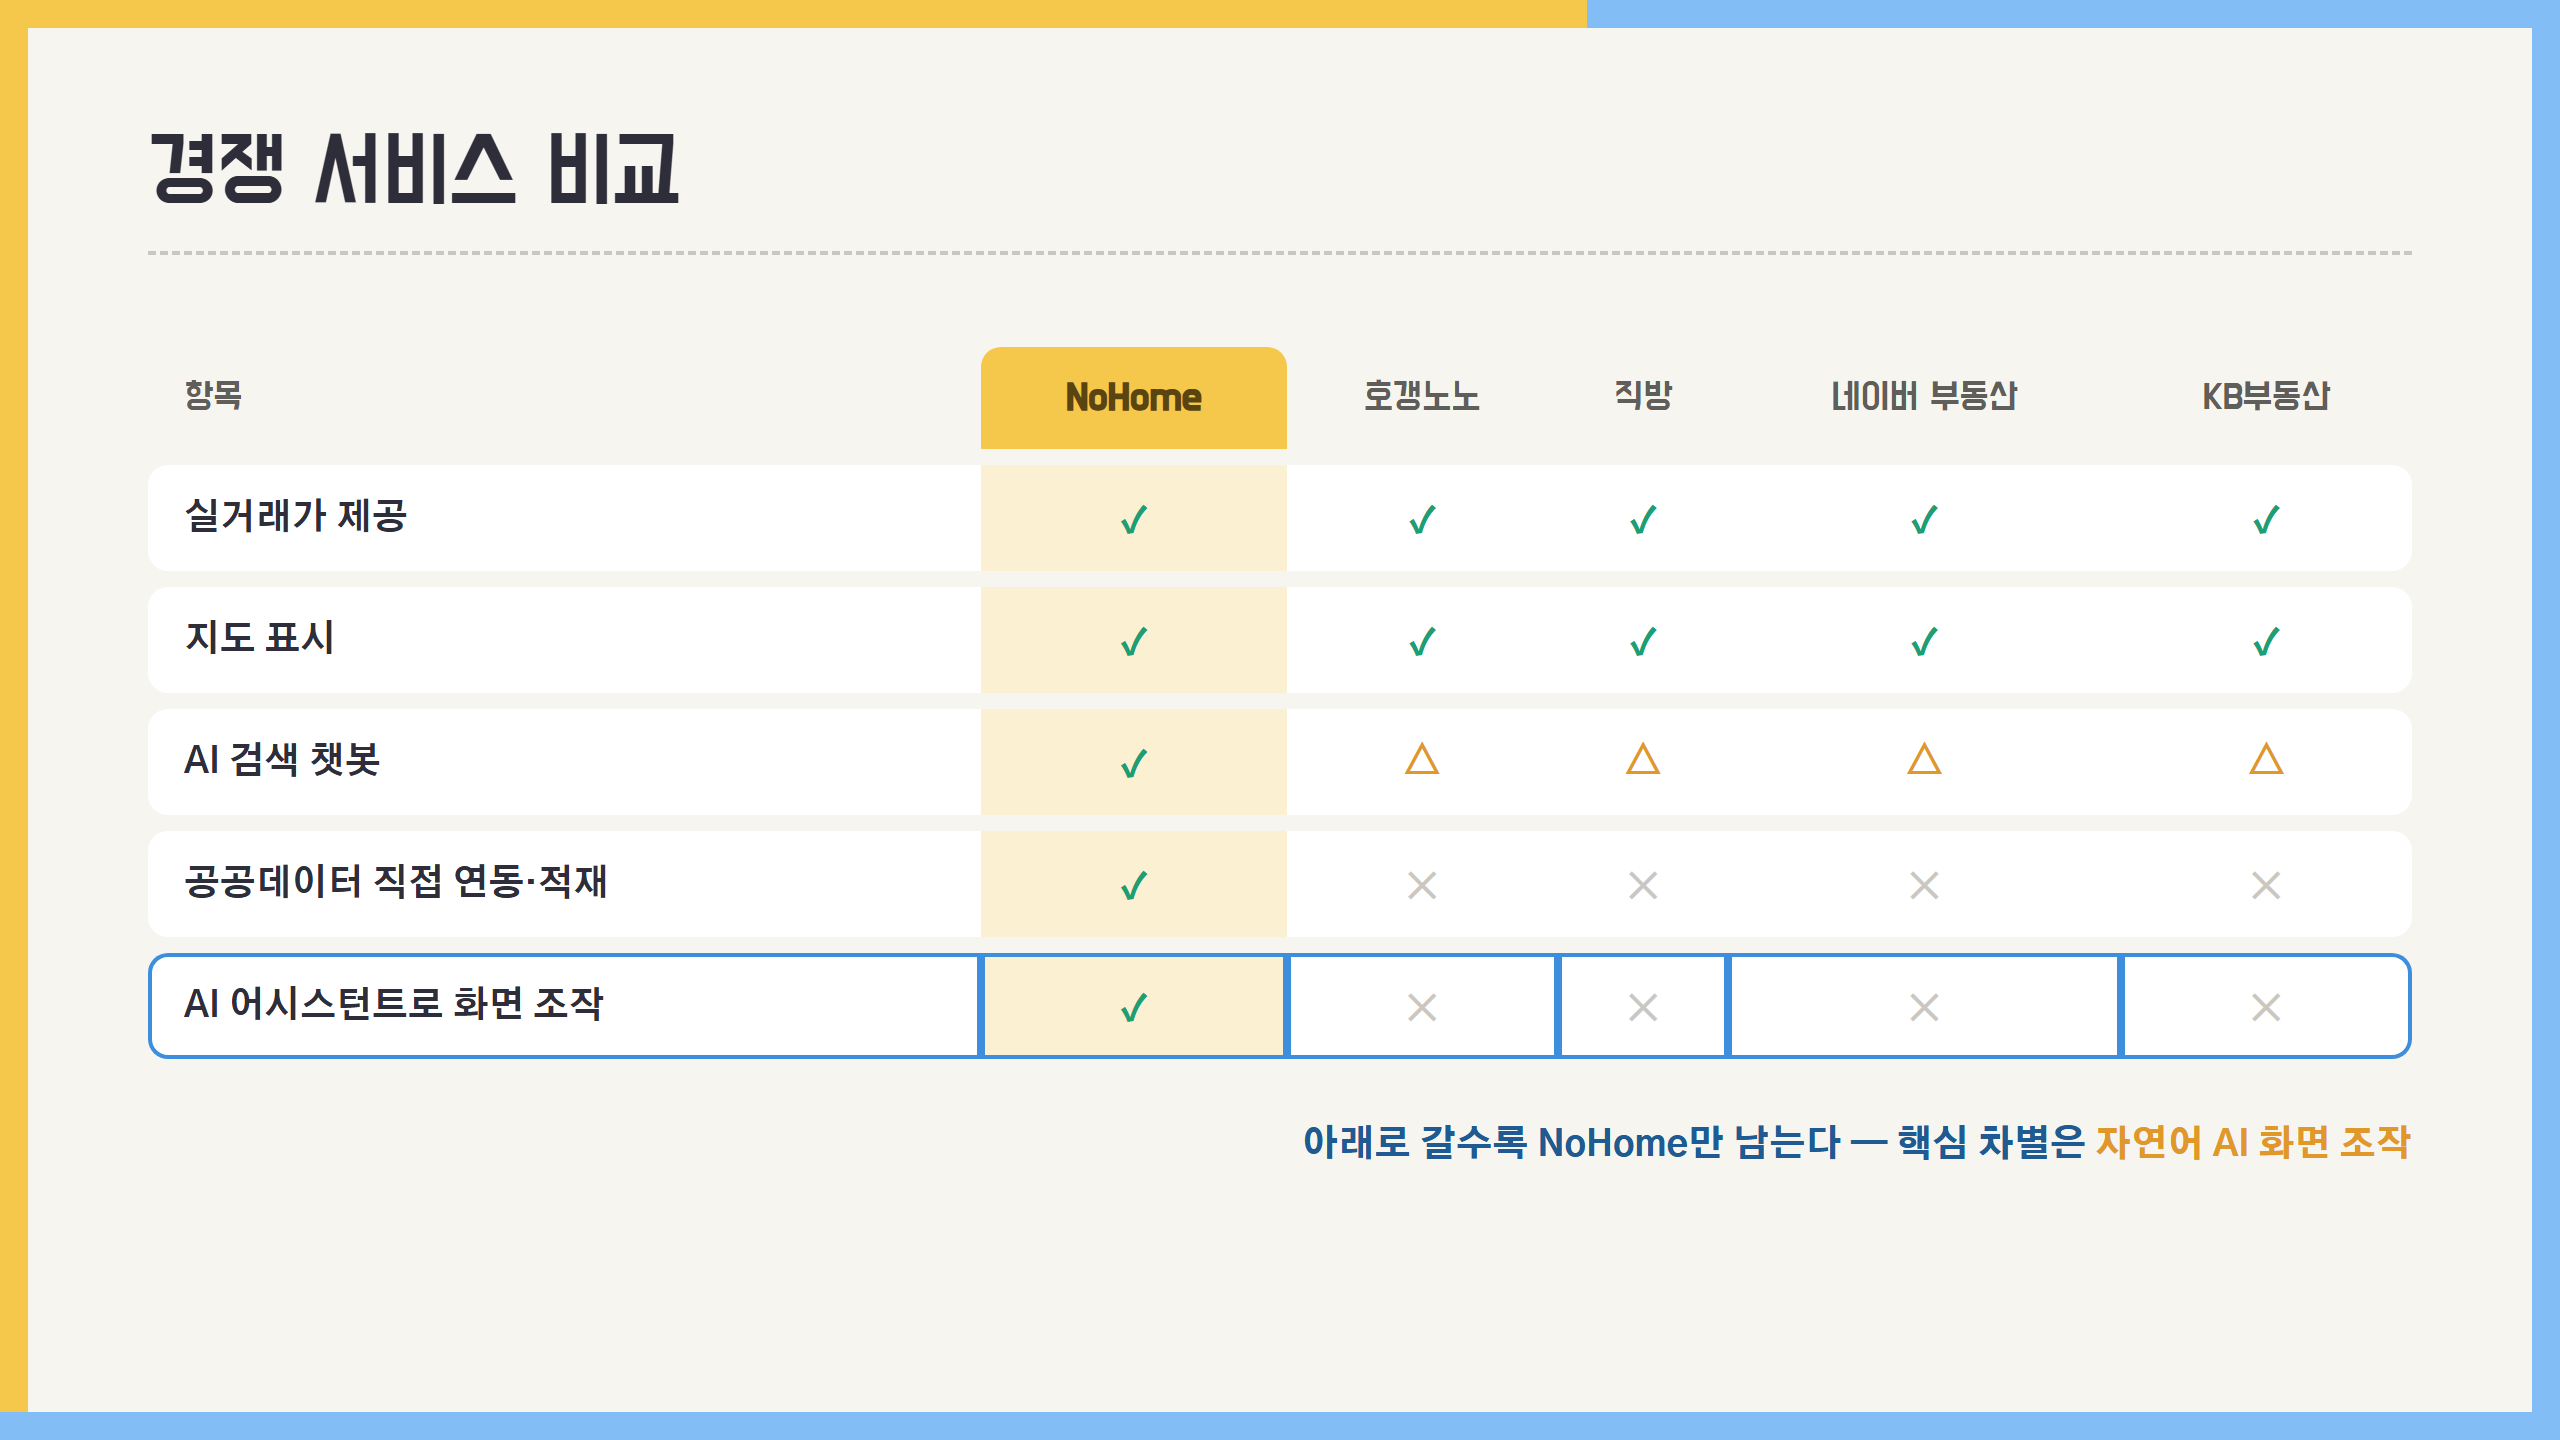 경쟁 서비스 비교
항목 NoHome 호갱노노 직방 네이버 부동산 KB부동산
실거래가 제공 ✓ ✓ ✓ ✓ ✓
지도 표시 ✓ ✓ ✓ ✓ ✓
AI 검색 챗봇 ✓ △ △ △ △
공공데이터 직접 연동·적재 ✓ × × × ×
AI 어시스턴트로 화면 조작 ✓ × × × ×
아래로 갈수록 NoHome만 남는다 — 핵심 차별은 자연어 AI 화면 조작